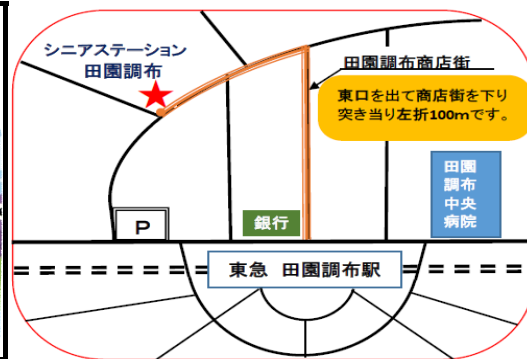 シニアステーション
田園調布
田園調布商店街
東口を出て商店街を下り
突き当り左折100mです。
田園
調布
中央
病院
銀行
P
東急 田園調布駅